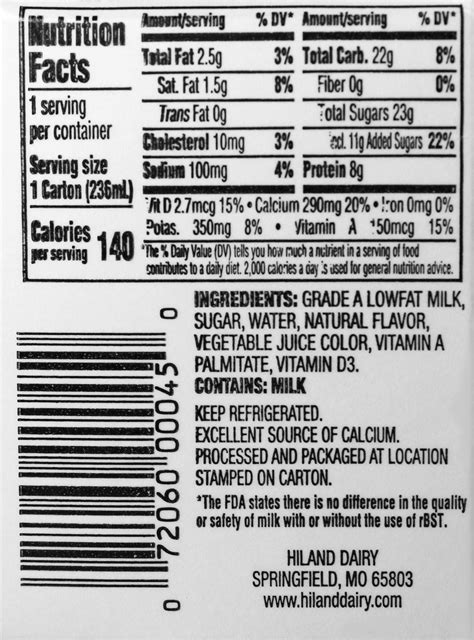 Nutrition
Facts
1 serving
per container
Serving size
1 Carton (236mL)
Calories
per serving 140
Amount/serving % DV*
Total Fat 2.5g 3%
Sat. Fat 1.5g 8%
Trans Fat 0g
Cholesterol 10mg 3%
Sodium 100mg 4%
Amount/serving % DV*
Total Carb. 22g 8%
Fiber 0g 0%
Total Sugars 23g
Incl. 11g Added Sugars 22%
Protein 8g
Vit D 2.7mcg 15% • Calcium 290mg 20% • Iron 0mg 0%
Potas. 350mg 8% • Vitamin A 150mcg 15%
*The % Daily Value (DV) tells you how much a nutrient in a serving of food
contributes to a daily diet. 2,000 calories a day is used for general nutrition advice.
INGREDIENTS: GRADE A LOWFAT MILK,
SUGAR, WATER, NATURAL FLAVOR,
VEGETABLE JUICE COLOR, VITAMIN A
PALMITATE, VITAMIN D3.
CONTAINS: MILK
KEEP REFRIGERATED.
EXCELLENT SOURCE OF CALCIUM.
PROCESSED AND PACKAGED AT LOCATION
STAMPED ON CARTON.
*The FDA states there is no difference in the quality
or safety of milk with or without the use of rBST.
HILAND DAIRY
SPRINGFIELD, MO 65803
www.hilanddairy.com
0 72060 00045 0